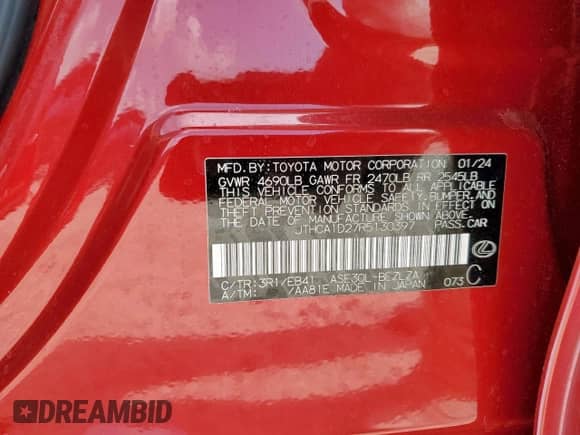 MFD. BY: TOYOTA MOTOR CORPORATION 01/24
GVWR 4690LB GAWR FR 2470LB RR 2545LB
THIS VEHICLE CONFORMS TO ALL APPLICABLE
FEDERAL MOTOR VEHICLE SAFETY, BUMPER, AND
THEFT PREVENTION STANDARDS IN EFFECT ON
THE DATE OF MANUFACTURE SHOWN ABOVE.
JTHCA1D27R5130397 PASS. CAR
C/TR: 3R1/EB41 ASE30L-BEZLZA C
A/TM: /AA81E MADE IN JAPAN 073
DREAMBID